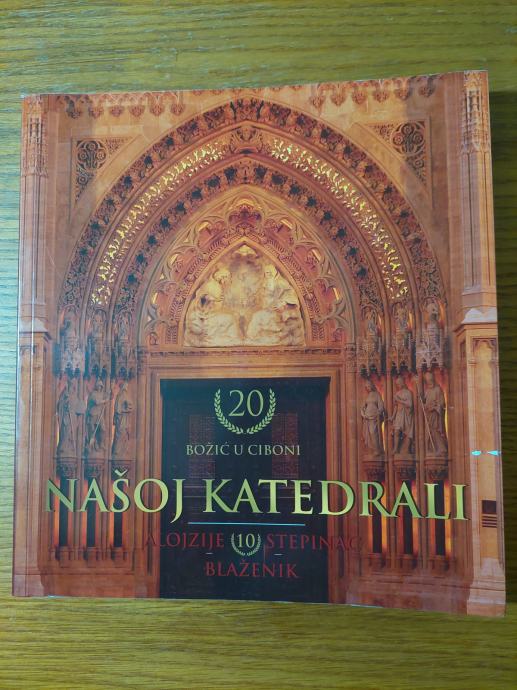 20
BOŽIĆ U CIBONI
NAŠOJ KATEDRALI
ALOJZIJE 10 STEPINAC
BLAŽENIK